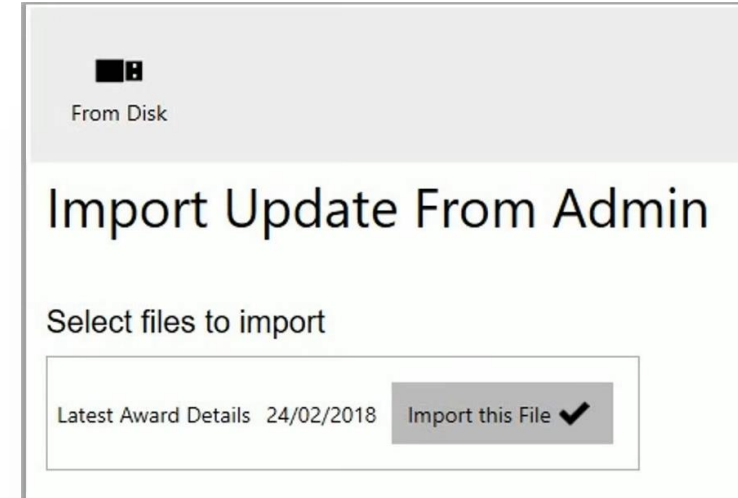 From Disk
Import Update From Admin
Select files to import
Latest Award Details 24/02/2018 Import this File